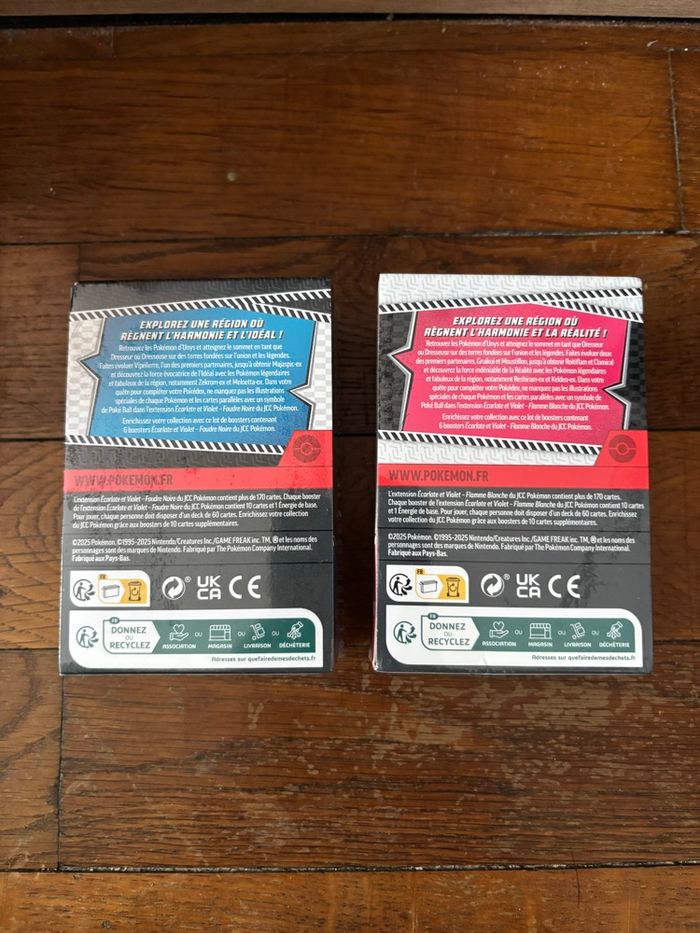 EXPLOREZ UNE RÉGION OÙ
RÈGNENT L'HARMONIE ET L'IDÉAL !
Retrouvez les Pokémon d'Unys et atteignez le sommet en tant que
Dresseur ou Dresseuse sur des terres fondées sur l'union et les légendes.
Faites évoluer Vipélierre, l'un des premiers partenaires, jusqu'à obtenir Majaspic-ex
et découvrez la force évocatrice de l'Idéal avec les Pokémon légendaires
et fabuleux de la région, notamment Zekrom-ex et Meloetta-ex. Dans votre
quête pour compléter votre Pokédex, ne manquez pas les illustrations
spéciales de chaque Pokémon et les cartes parallèles avec un symbole
de Poké Ball dans l'extension Écarlate et Violet - Foudre Noire du JCC Pokémon.
Enrichissez votre collection avec ce lot de boosters contenant
6 boosters Écarlate et Violet - Foudre Noire du JCC Pokémon.
WWW.POKEMON.FR
L'extension Écarlate et Violet - Foudre Noire du JCC Pokémon contient plus de 170 cartes. Chaque booster
de l'extension Écarlate et Violet - Foudre Noire du JCC Pokémon contient 10 cartes et 1 Énergie de base.
Pour jouer, chaque personne doit disposer d'un deck de 60 cartes. Enrichissez votre collection
du JCC Pokémon grâce aux boosters de 10 cartes supplémentaires.
©2025 Pokémon. ©1995-2025 Nintendo/Creatures Inc./GAME FREAK inc. TM, ® et les noms des
personnages sont des marques de Nintendo. Fabriqué par The Pokémon Company International.
Fabriqué aux Pays-Bas.
FR
UK
CA
CE
FR
DONNEZ
OU
RECYCLEZ
ASSOCIATION
OU
MAGASIN
OU
LIVRAISON
OU
DÉCHÈTERIE
Adresses sur quefairedemesdechets.fr
EXPLOREZ UNE RÉGION OÙ
RÈGNENT L'HARMONIE ET LA RÉALITÉ !
Retrouvez les Pokémon d'Unys et atteignez le sommet en tant que Dresseur
ou Dresseuse sur des terres fondées sur l'union et les légendes. Faites évoluer deux
des premiers partenaires, Gruikui et Moustillon, jusqu'à obtenir Roitiflam et Clamiral
et découvrez la force indéniable de la Réalité avec les Pokémon légendaires
et fabuleux de la région, notamment Reshiram-ex et Keldeo-ex. Dans votre
quête pour compléter votre Pokédex, ne manquez pas les illustrations
spéciales de chaque Pokémon et les cartes parallèles avec un symbole
de Poké Ball dans l'extension Écarlate et Violet - Flamme Blanche du JCC Pokémon.
Enrichissez votre collection avec ce lot de boosters contenant
6 boosters Écarlate et Violet - Flamme Blanche du JCC Pokémon.
WWW.POKEMON.FR
L'extension Écarlate et Violet - Flamme Blanche du JCC Pokémon contient plus de 170 cartes. Chaque
booster de l'extension Écarlate et Violet - Flamme Blanche du JCC Pokémon contient 10 cartes
et 1 Énergie de base. Pour jouer, chaque personne doit disposer d'un deck de 60 cartes. Enrichissez
votre collection du JCC Pokémon grâce aux boosters de 10 cartes supplémentaires.
©2025 Pokémon. ©1995-2025 Nintendo/Creatures Inc./GAME FREAK inc. TM, ® et les noms des
personnages sont des marques de Nintendo. Fabriqué par The Pokémon Company International.
Fabriqué aux Pays-Bas.
FR
UK
CA
CE
FR
DONNEZ
OU
RECYCLEZ
ASSOCIATION
OU
MAGASIN
OU
LIVRAISON
OU
DÉCHÈTERIE
Adresses sur quefairedemesdechets.fr